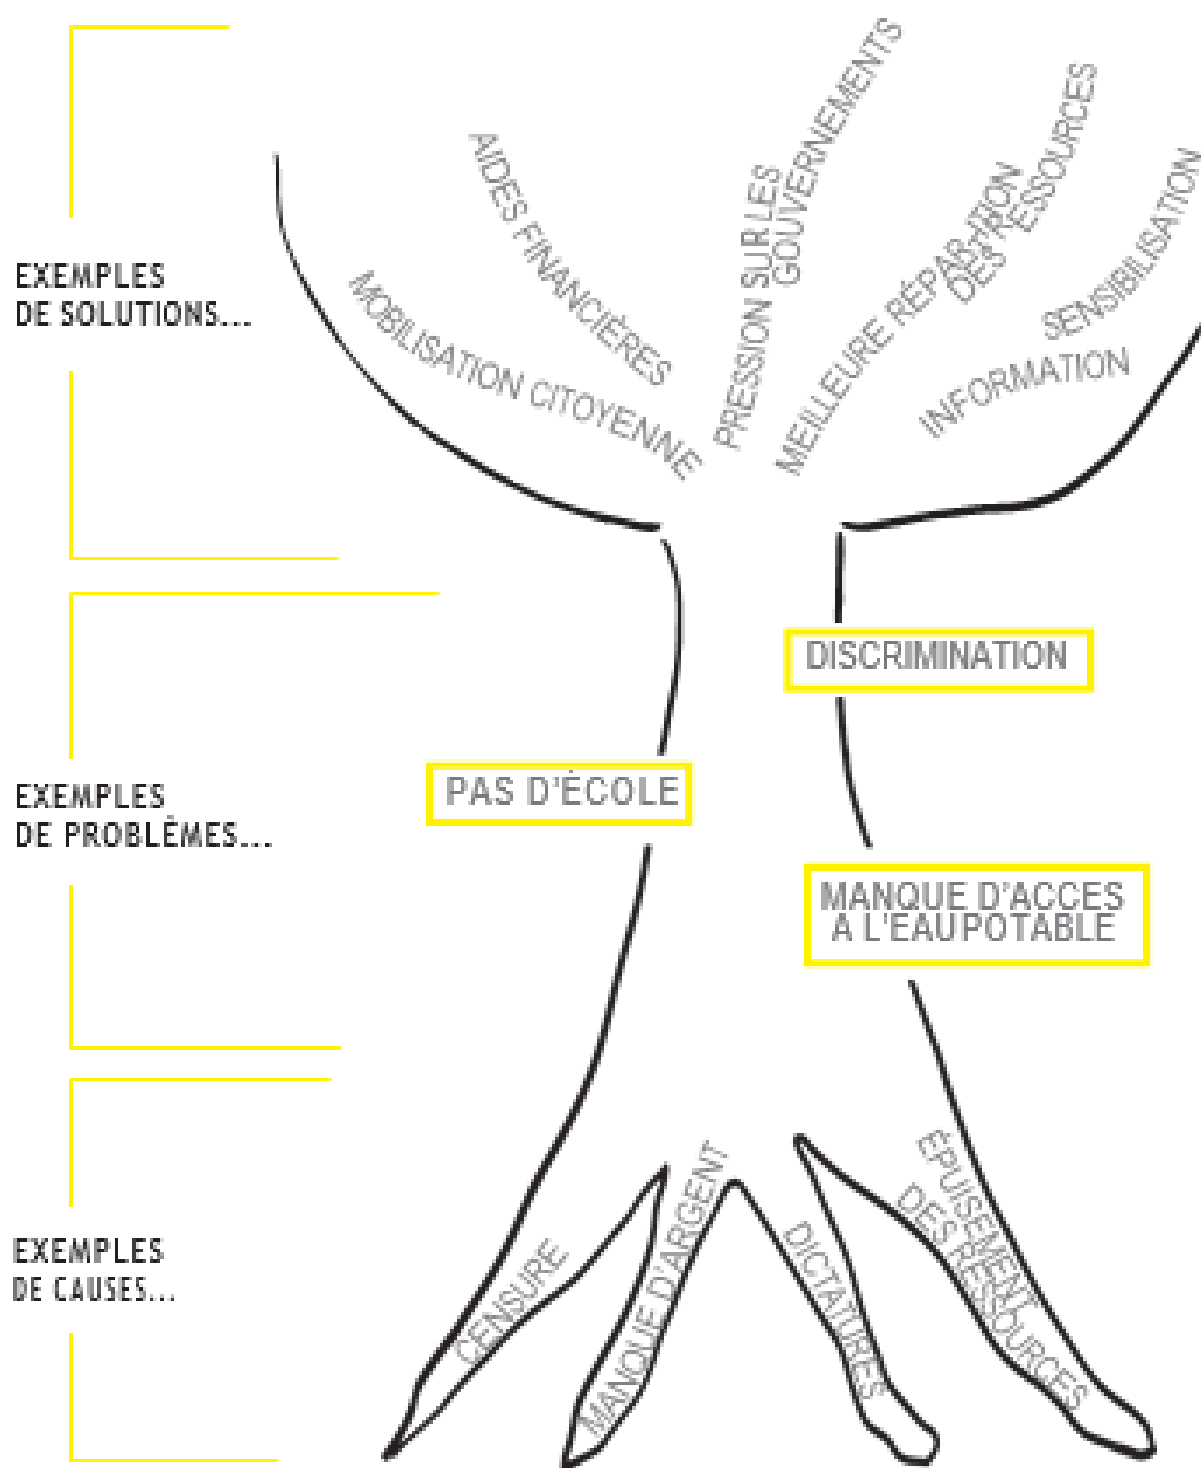 EXEMPLES
DE SOLUTIONS...
MOBILISATION CITOYENNE
AIDES FINANCIÈRES
PRESSION SUR LES
GOUVERNEMENTS
MEILLEURE RÉPARTITION
DES RESSOURCES
INFORMATION
SENSIBILISATION
EXEMPLES
DE PROBLÈMES...
DISCRIMINATION
PAS D'ÉCOLE
MANQUE D'ACCES
A L'EAUPOTABLE
EXEMPLES
DE CAUSES...
CENSURE
MANQUE D'ARGENT
DICTATURES
ÉPUISEMENT
DES RESSOURCES